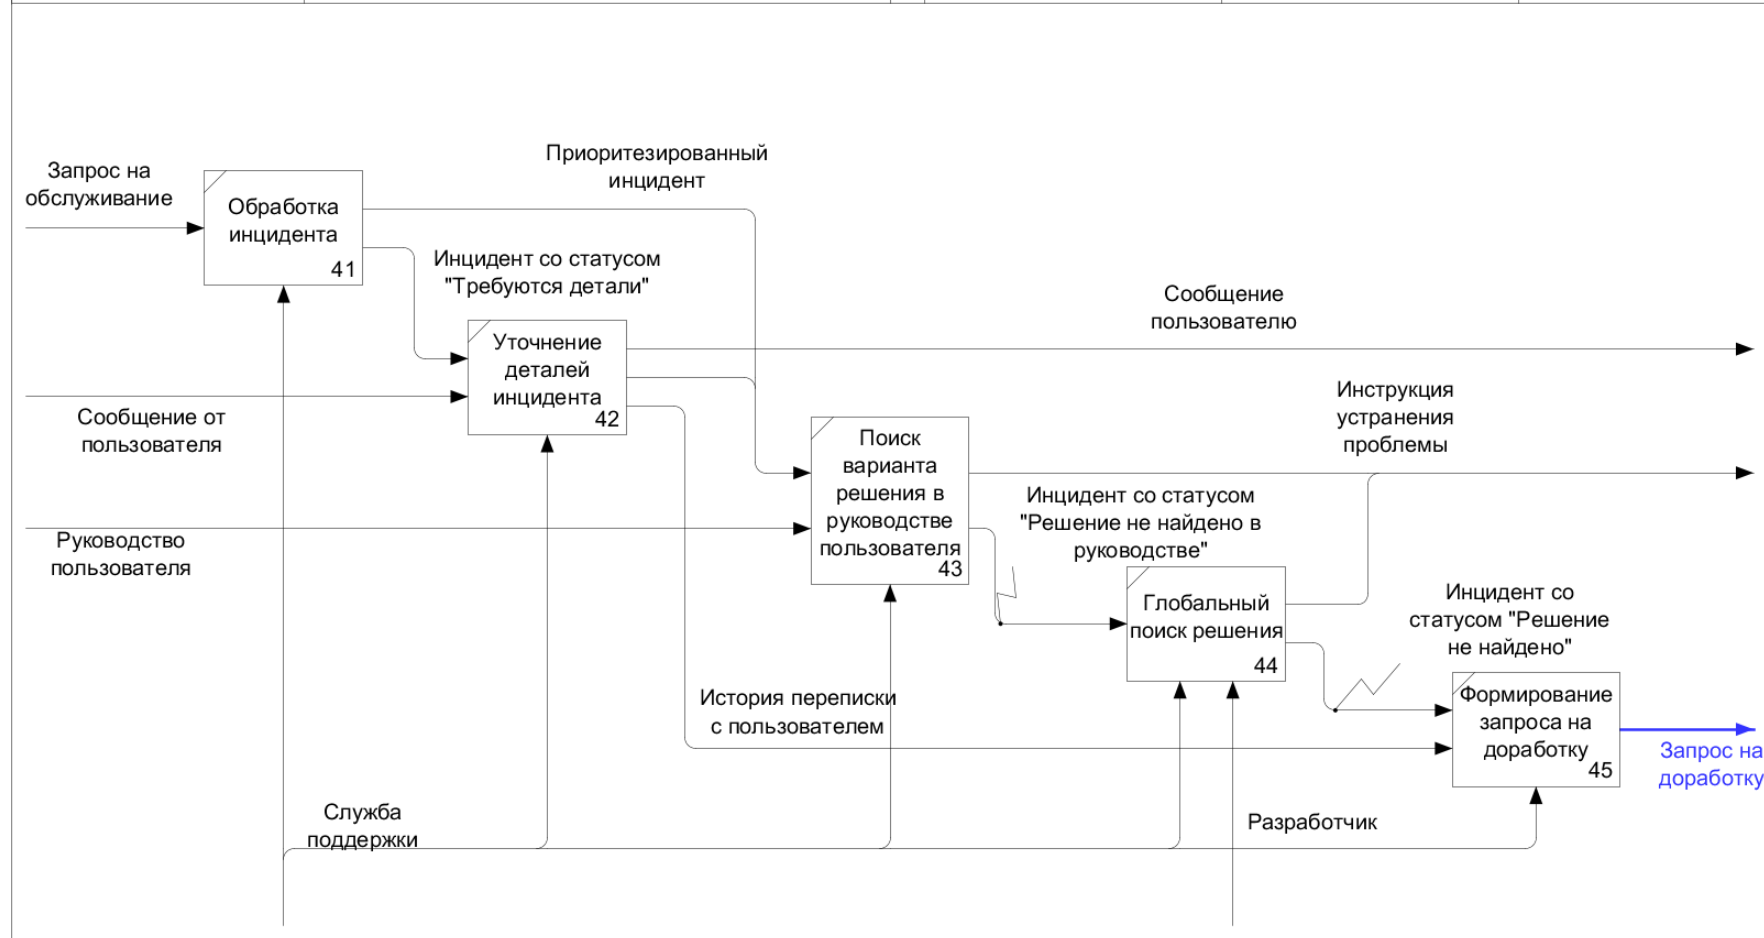 Приоритезированный
инцидент
Запрос на
обслуживание
Обработка
инцидента
41
Инцидент со статусом
"Требуются детали"
Сообщение
пользователю
Уточнение
деталей
инцидента
42
Сообщение от
пользователя
Инструкция
устранения
проблемы
Поиск
варианта
решения в
руководстве
пользователя
43
Инцидент со статусом
"Решение не найдено в
руководстве"
Руководство
пользователя
Глобальный
поиск решения
44
Инцидент со
статусом "Решение
не найдено"
История переписки
с пользователем
Формирование
запроса на
доработку
45
Запрос на
доработку
Служба
поддержки
Разработчик